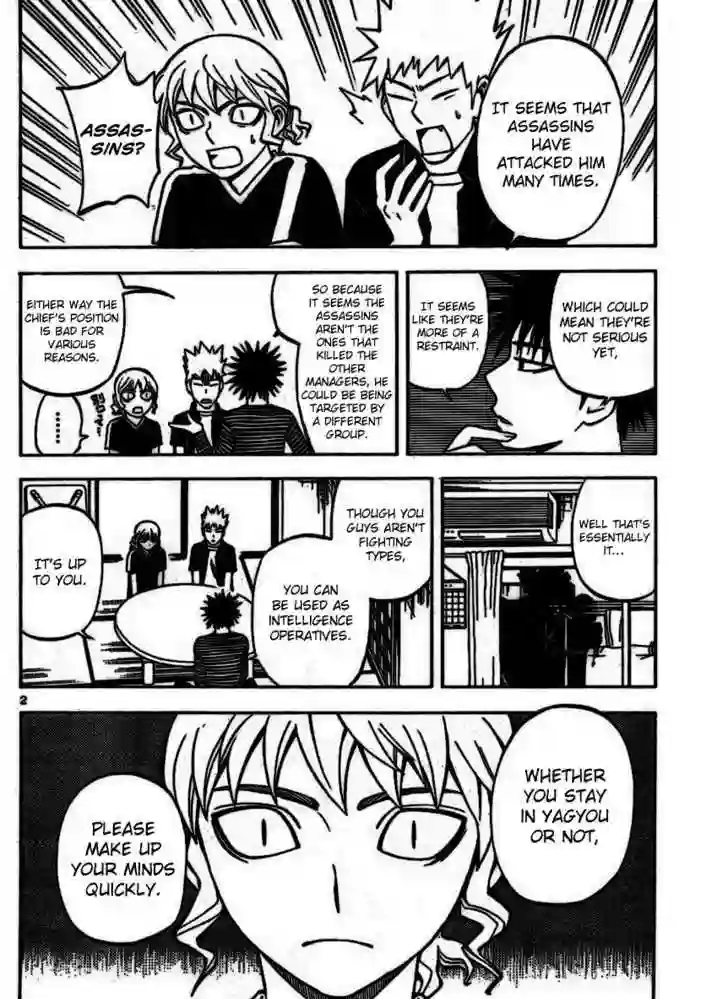 IT SEEMS THAT
ASSASSINS
HAVE
ATTACKED HIM
MANY TIMES.
ASSAS-
SINS?
WHICH COULD
MEAN THEY'RE
NOT SERIOUS
YET,
IT SEEMS
LIKE THEY'RE
MORE OF A
RESTRAINT.
SO BECAUSE
IT SEEMS THE
ASSASSINS
AREN'T THE
ONES THAT
KILLED THE
OTHER
MANAGERS, HE
COULD BE BEING
TARGETED BY
A DIFFERENT
GROUP.
EITHER WAY THE
CHIEF'S POSITION
IS BAD FOR
VARIOUS
REASONS.
......
WELL THAT'S
ESSENTIALLY
IT...
THOUGH YOU
GUYS AREN'T
FIGHTING
TYPES,
YOU CAN
BE USED AS
INTELLIGENCE
OPERATIVES.
IT'S UP
TO YOU.
2
WHETHER
YOU STAY
IN YAGYOU
OR NOT,
PLEASE
MAKE UP
YOUR MINDS
QUICKLY.